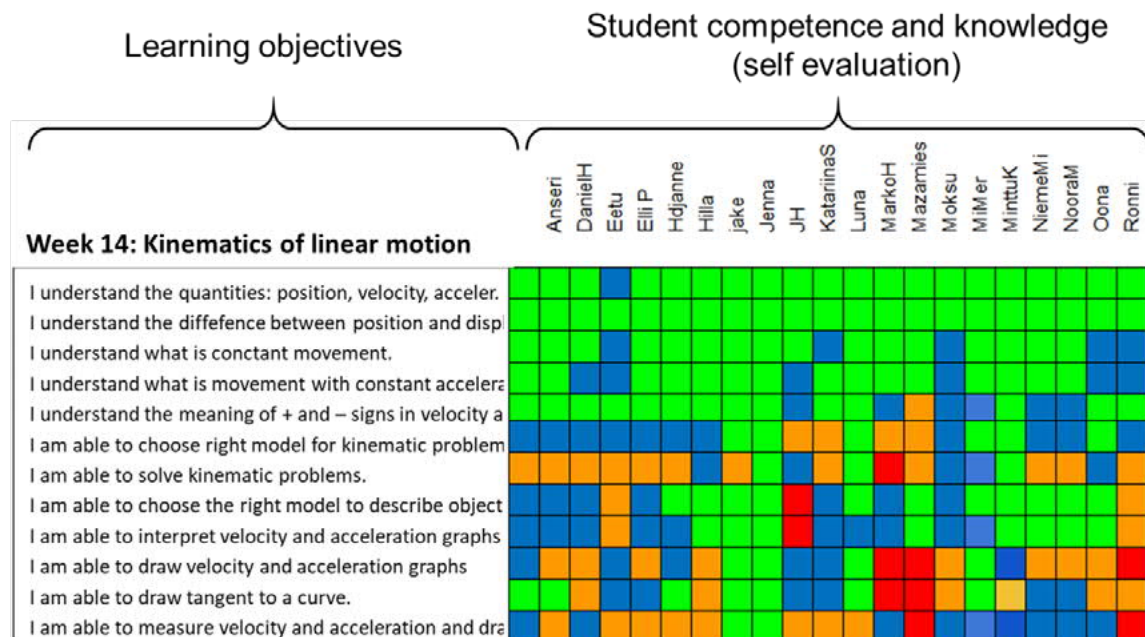 Learning objectives
Student competence and knowledge
(self evaluation)
Week 14: Kinematics of linear motion
Anseri
DanielH
Eetu
Elli P
Hdjanne
Hilla
jake
Jenna
JH
KatariinaS
Luna
MarkoH
Mazamies
Moksu
MiMer
MinttuK
NiemeMi
NooraM
Oona
Ronni
I understand the quantities: position, velocity, acceler.
I understand the diffefence between position and displ
I understand what is conctant movement.
I understand what is movement with constant accelera
I understand the meaning of + and – signs in velocity a
I am able to choose right model for kinematic problem
I am able to solve kinematic problems.
I am able to choose the right model to describe object
I am able to interpret velocity and acceleration graphs
I am able to draw velocity and acceleration graphs
I am able to draw tangent to a curve.
I am able to measure velocity and acceleration and dra